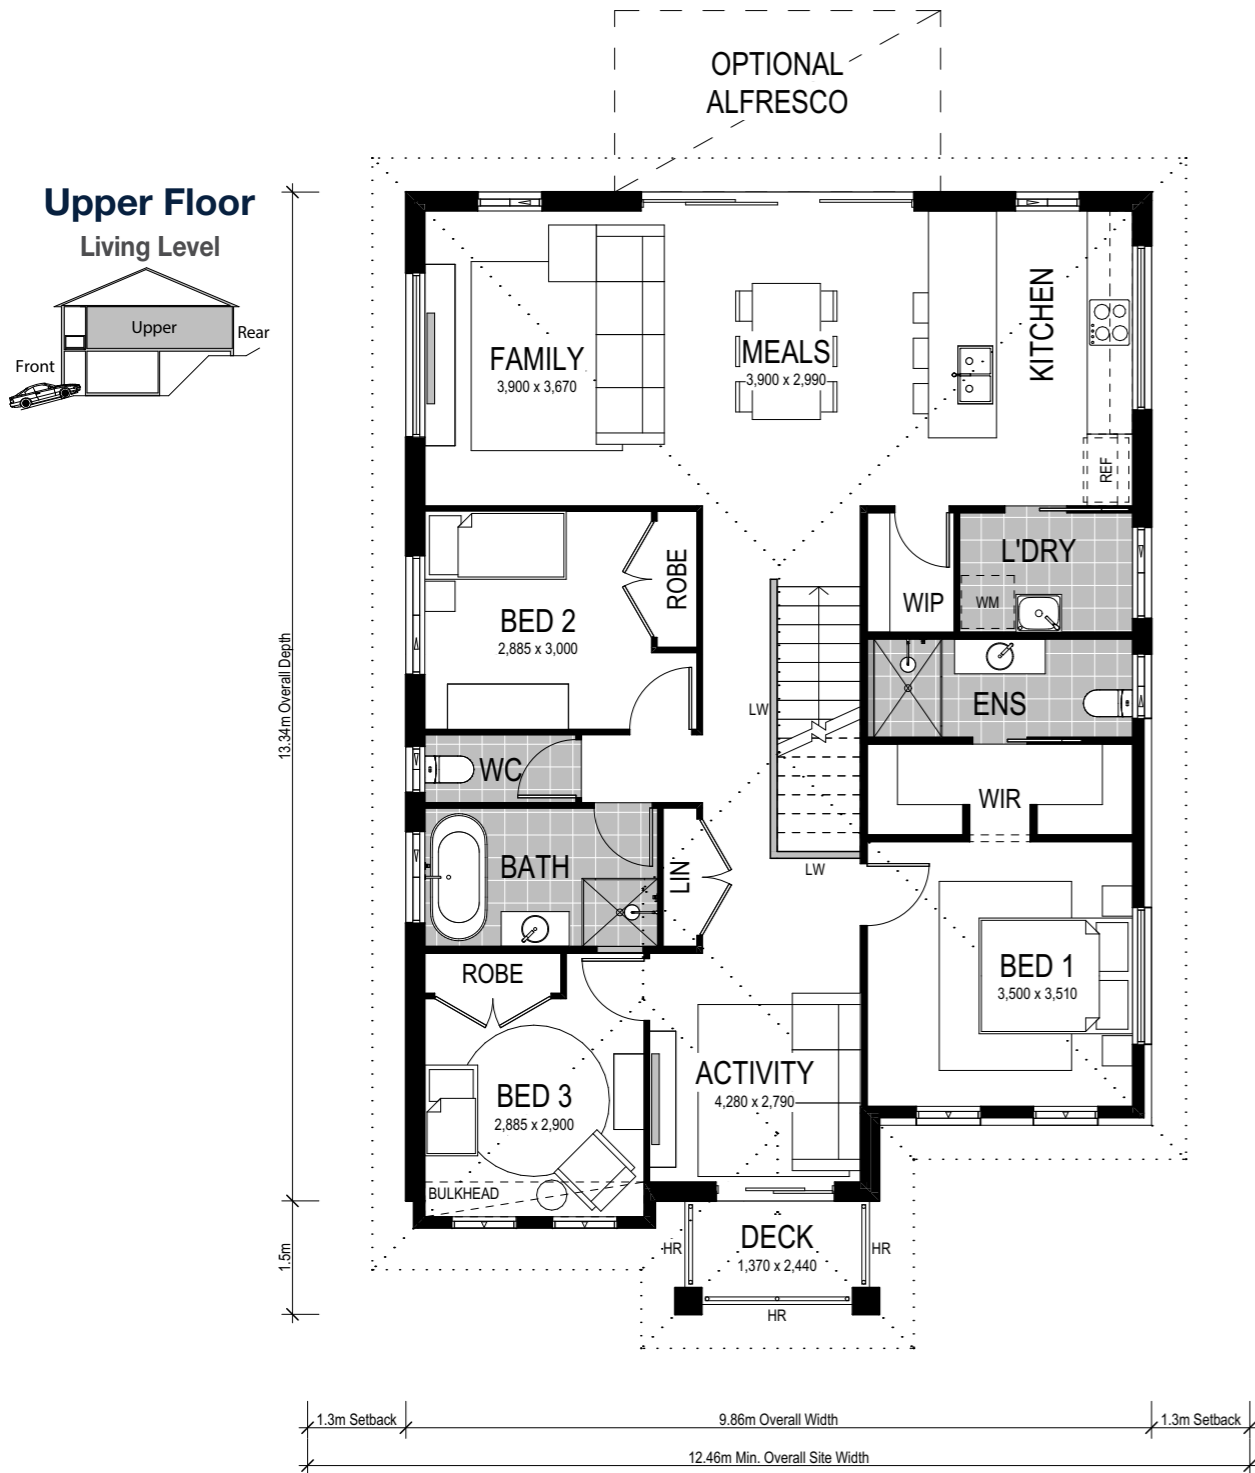 OPTIONAL
ALFRESCO
Upper Floor
Living Level
Upper
Rear
Front
FAMILY
3,900 x 3,670
MEALS
3,900 x 2,990
KITCHEN
REF
L'DRY
WIP
WM
ROBE
BED 2
2,885 x 3,000
ENS
LW
WC
WIR
BATH
LIN
LW
ROBE
BED 1
3,500 x 3,510
ACTIVITY
4,280 x 2,790
BED 3
2,885 x 2,900
BULKHEAD
DECK
1,370 x 2,440
HR
HR
HR
13.34m Overall Depth
1.5m
1.3m Setback
9.86m Overall Width
1.3m Setback
12.46m Min. Overall Site Width